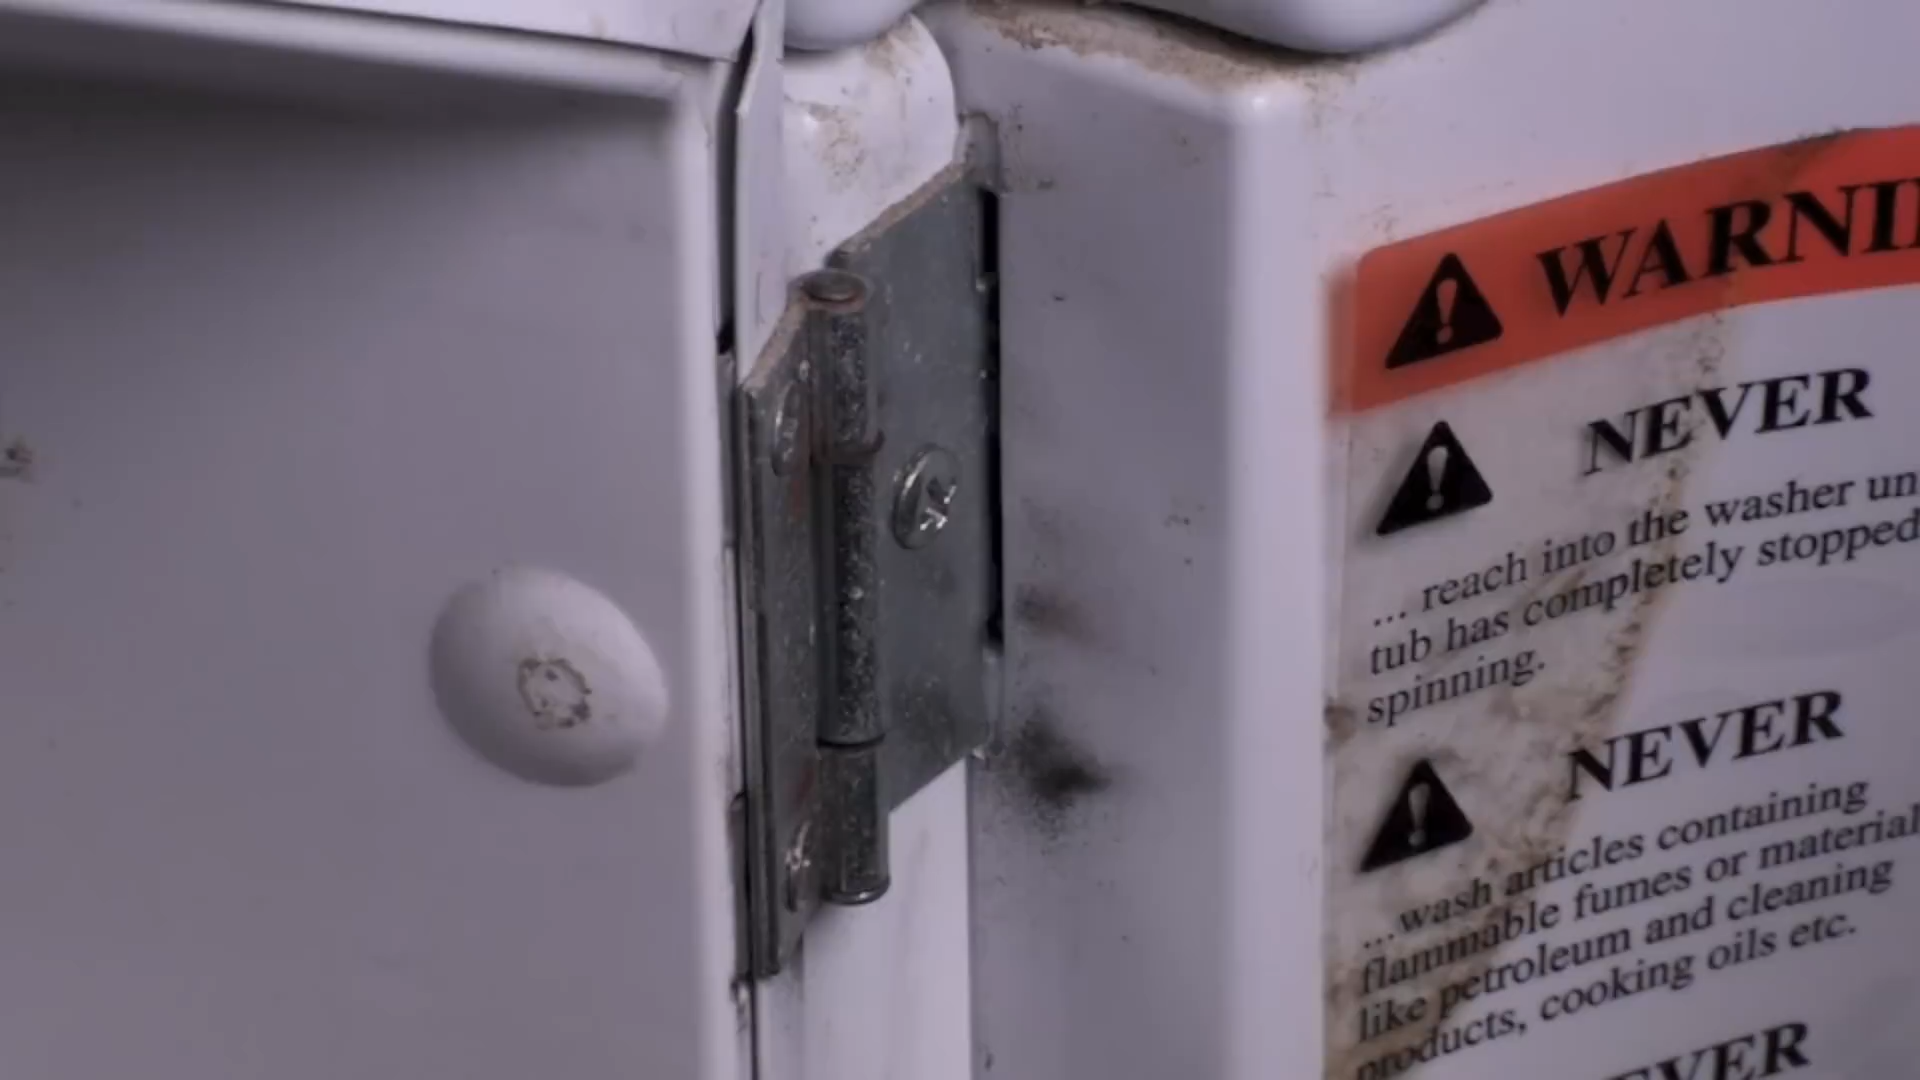 WARNI
NEVER
... reach into the washer un
tub has completely stopped
spinning.
NEVER
...wash articles containing
flammable fumes or material
like petroleum and cleaning
products, cooking oils etc.
EVER